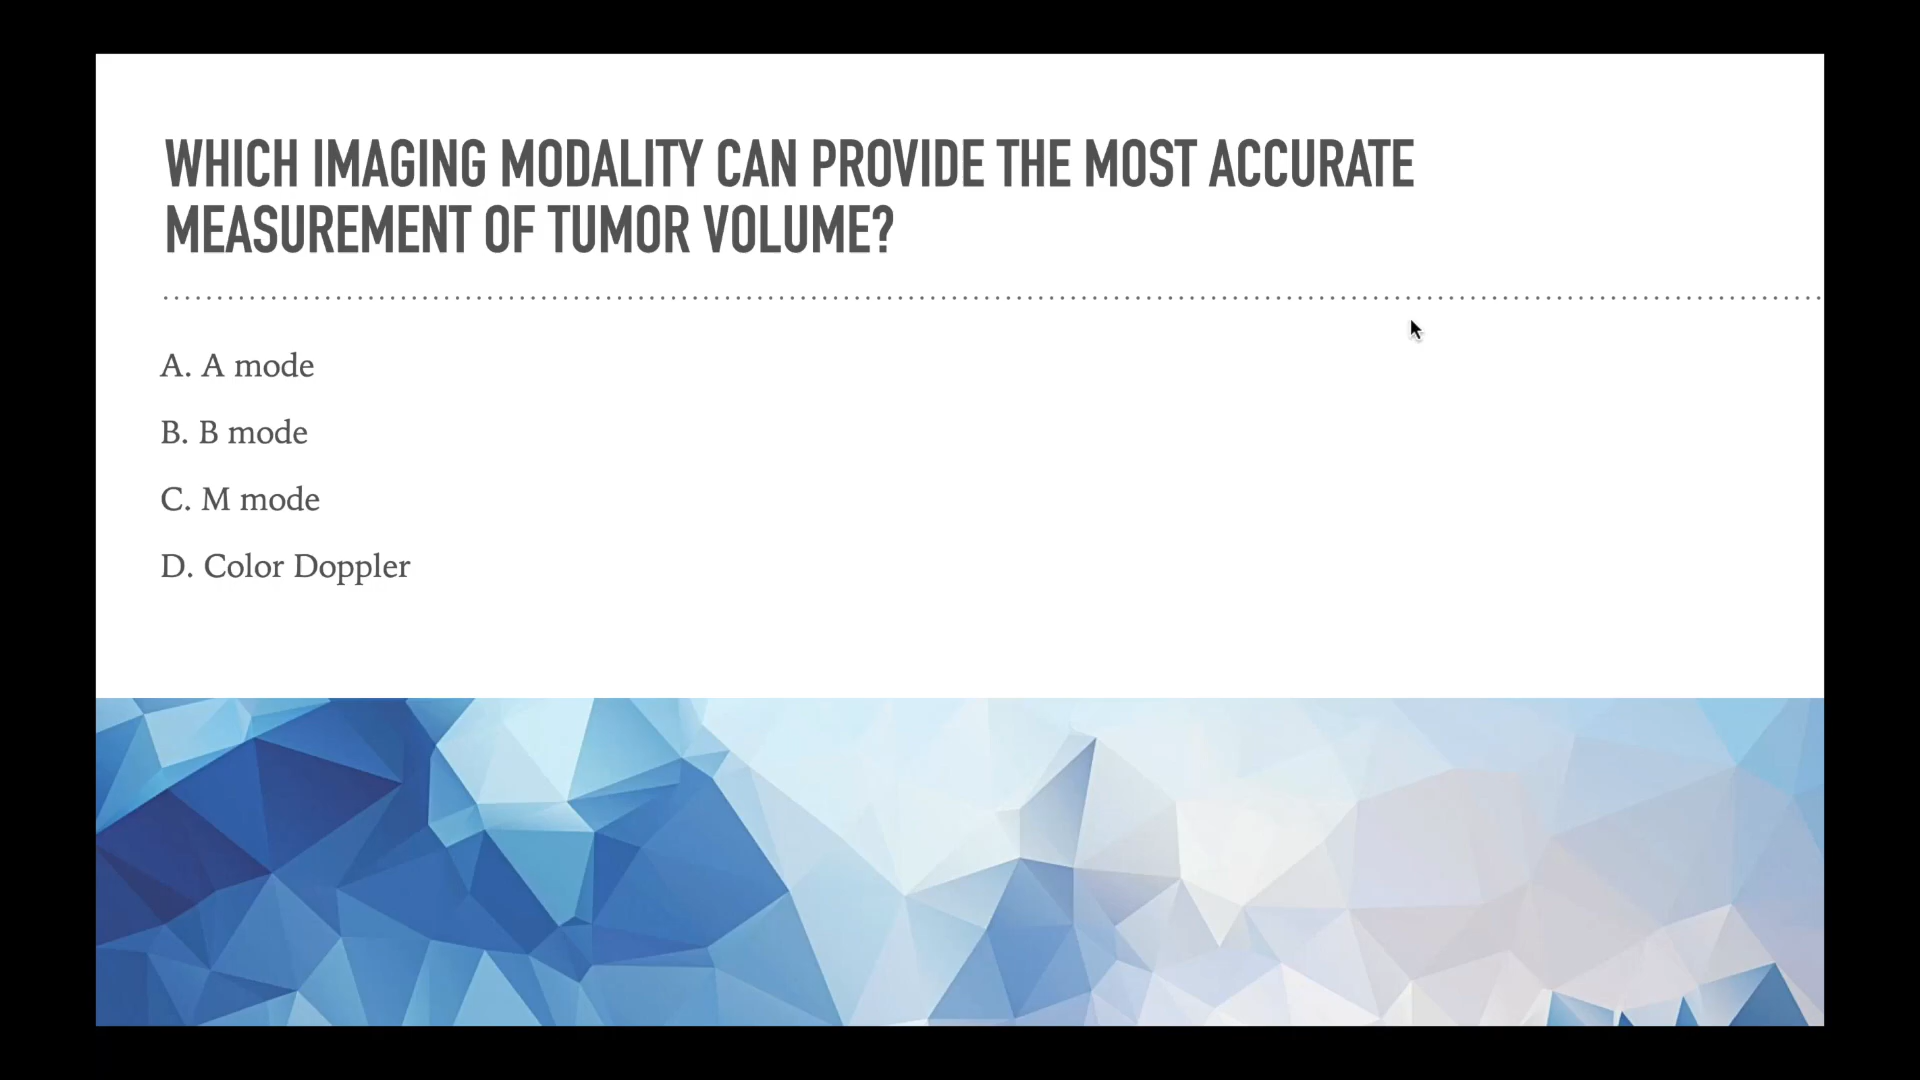 WHICH IMAGING MODALITY CAN PROVIDE THE MOST ACCURATE
MEASUREMENT OF TUMOR VOLUME?
A. A mode
B. B mode
C. M mode
D. Color Doppler